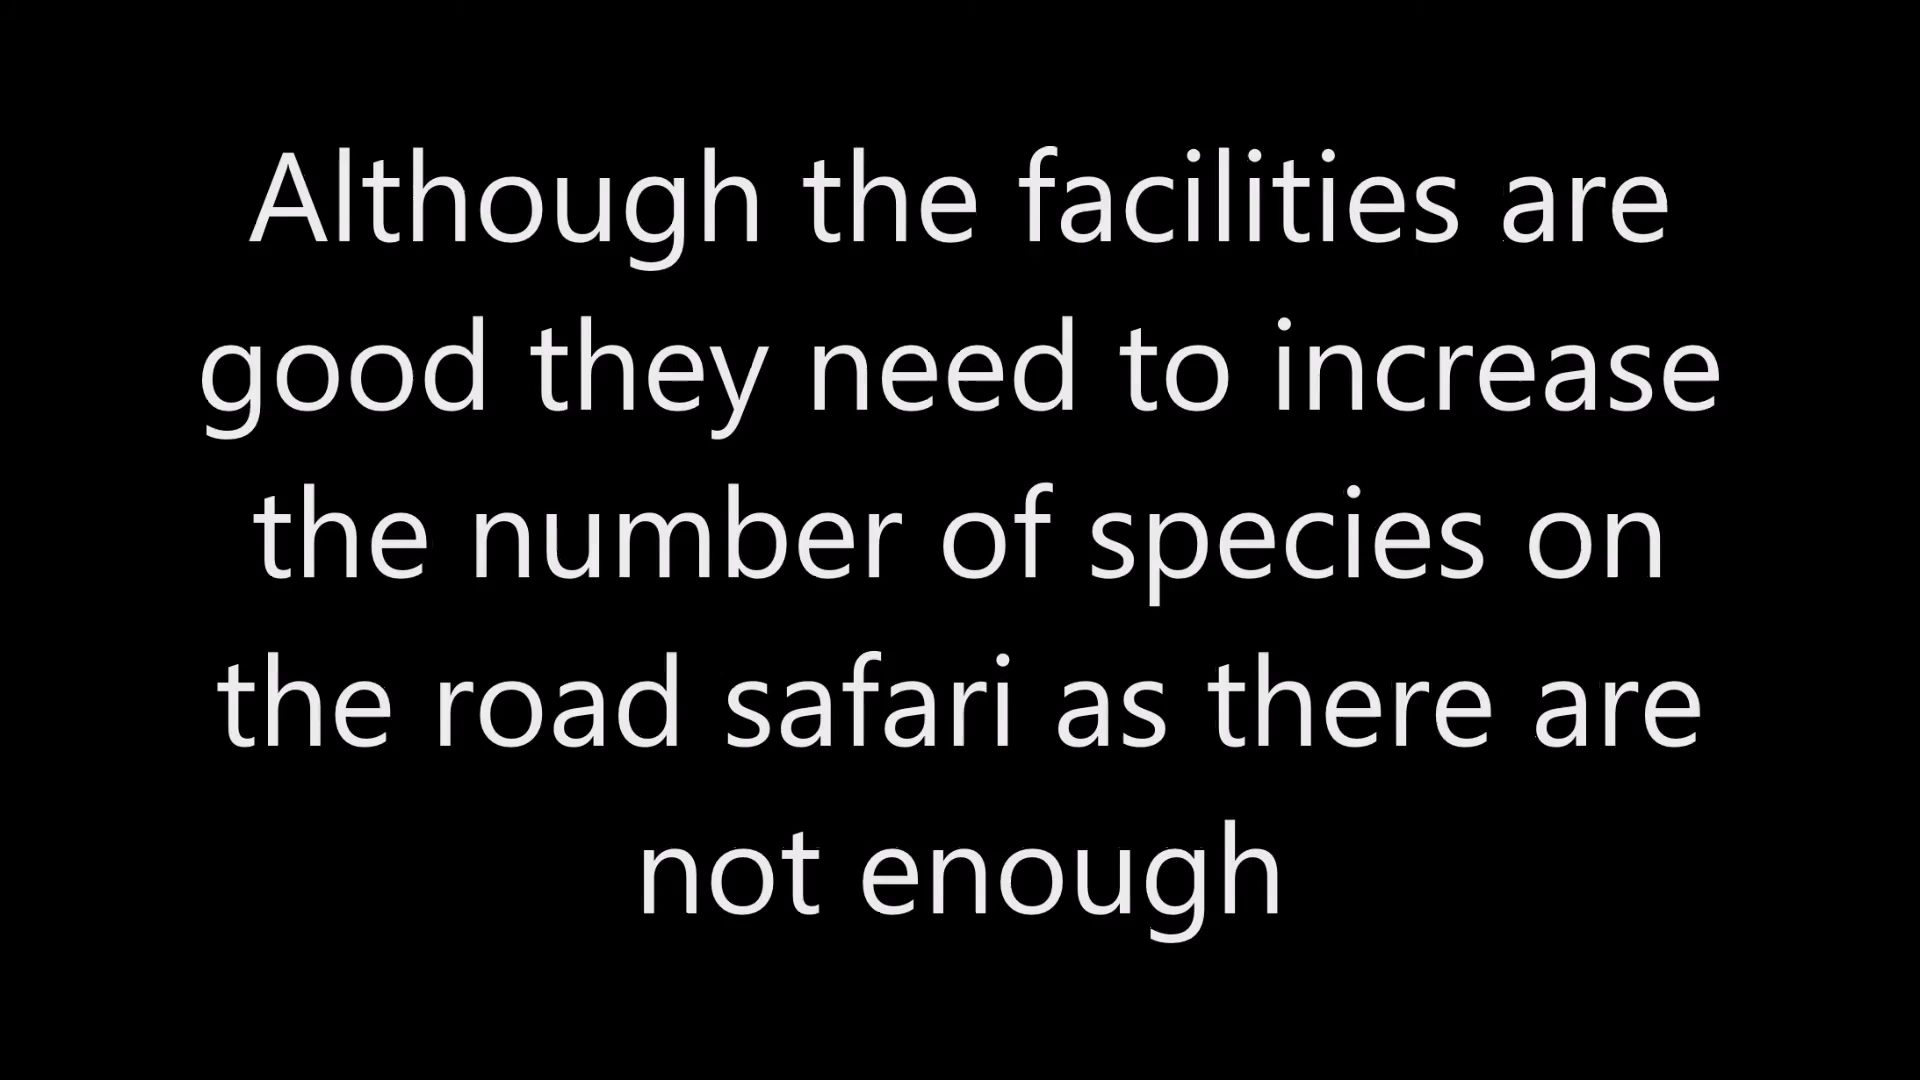 Although the facilities are
good they need to increase
the number of species on
the road safari as there are
not enough